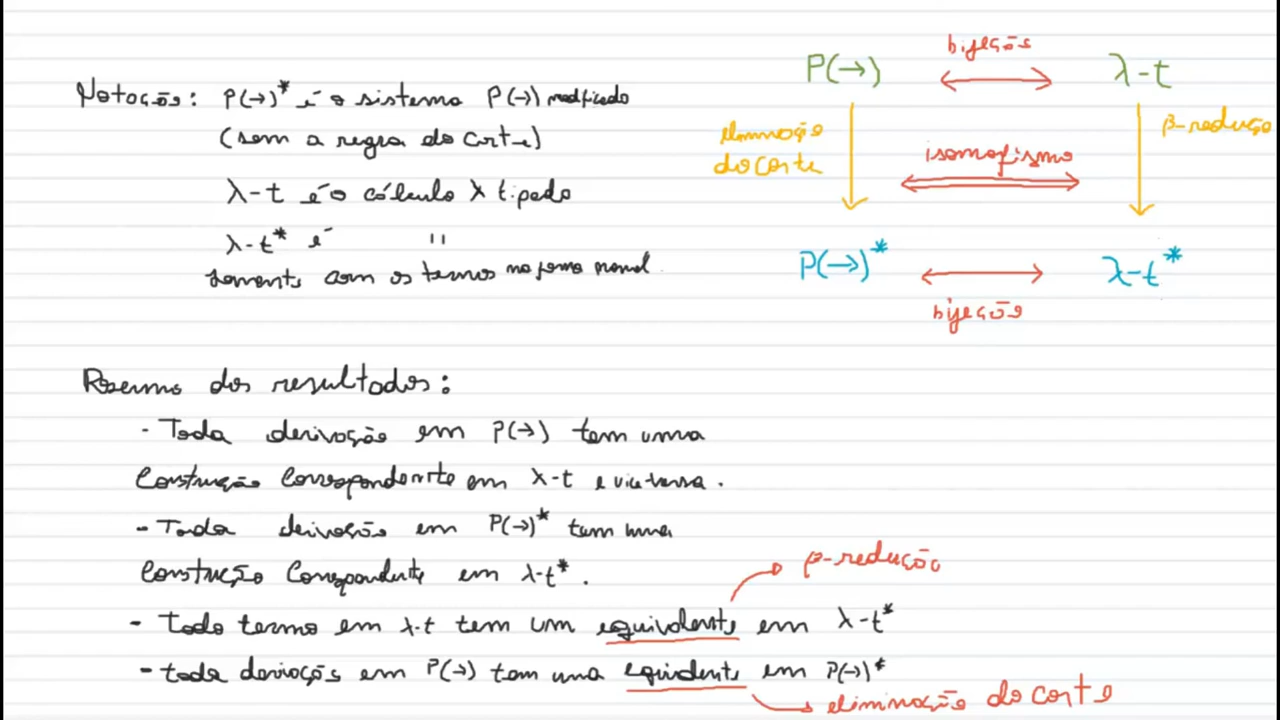 Notação: P(→)* é o sistema P(→) modificado
(sem a regra do corte)
λ-t é o cálculo λ tipado
λ-t* é "
somente com os termos na forma normal.
P(→) bijeção λ-t
eliminação do corte
β-redução
isomorfismo
P(→)* bijeção λ-t*
Resumo dos resultados:
- Toda derivação em P(→) tem uma
construção correspondente em λ-t e vice-versa.
- Toda derivação em P(→)* tem uma
construção correspondente em λ-t*.
β-redução
- todo termo em λ-t tem um equivalente em λ-t*
- toda derivação em P(→) tem uma equivalente em P(→)*
eliminação do corte